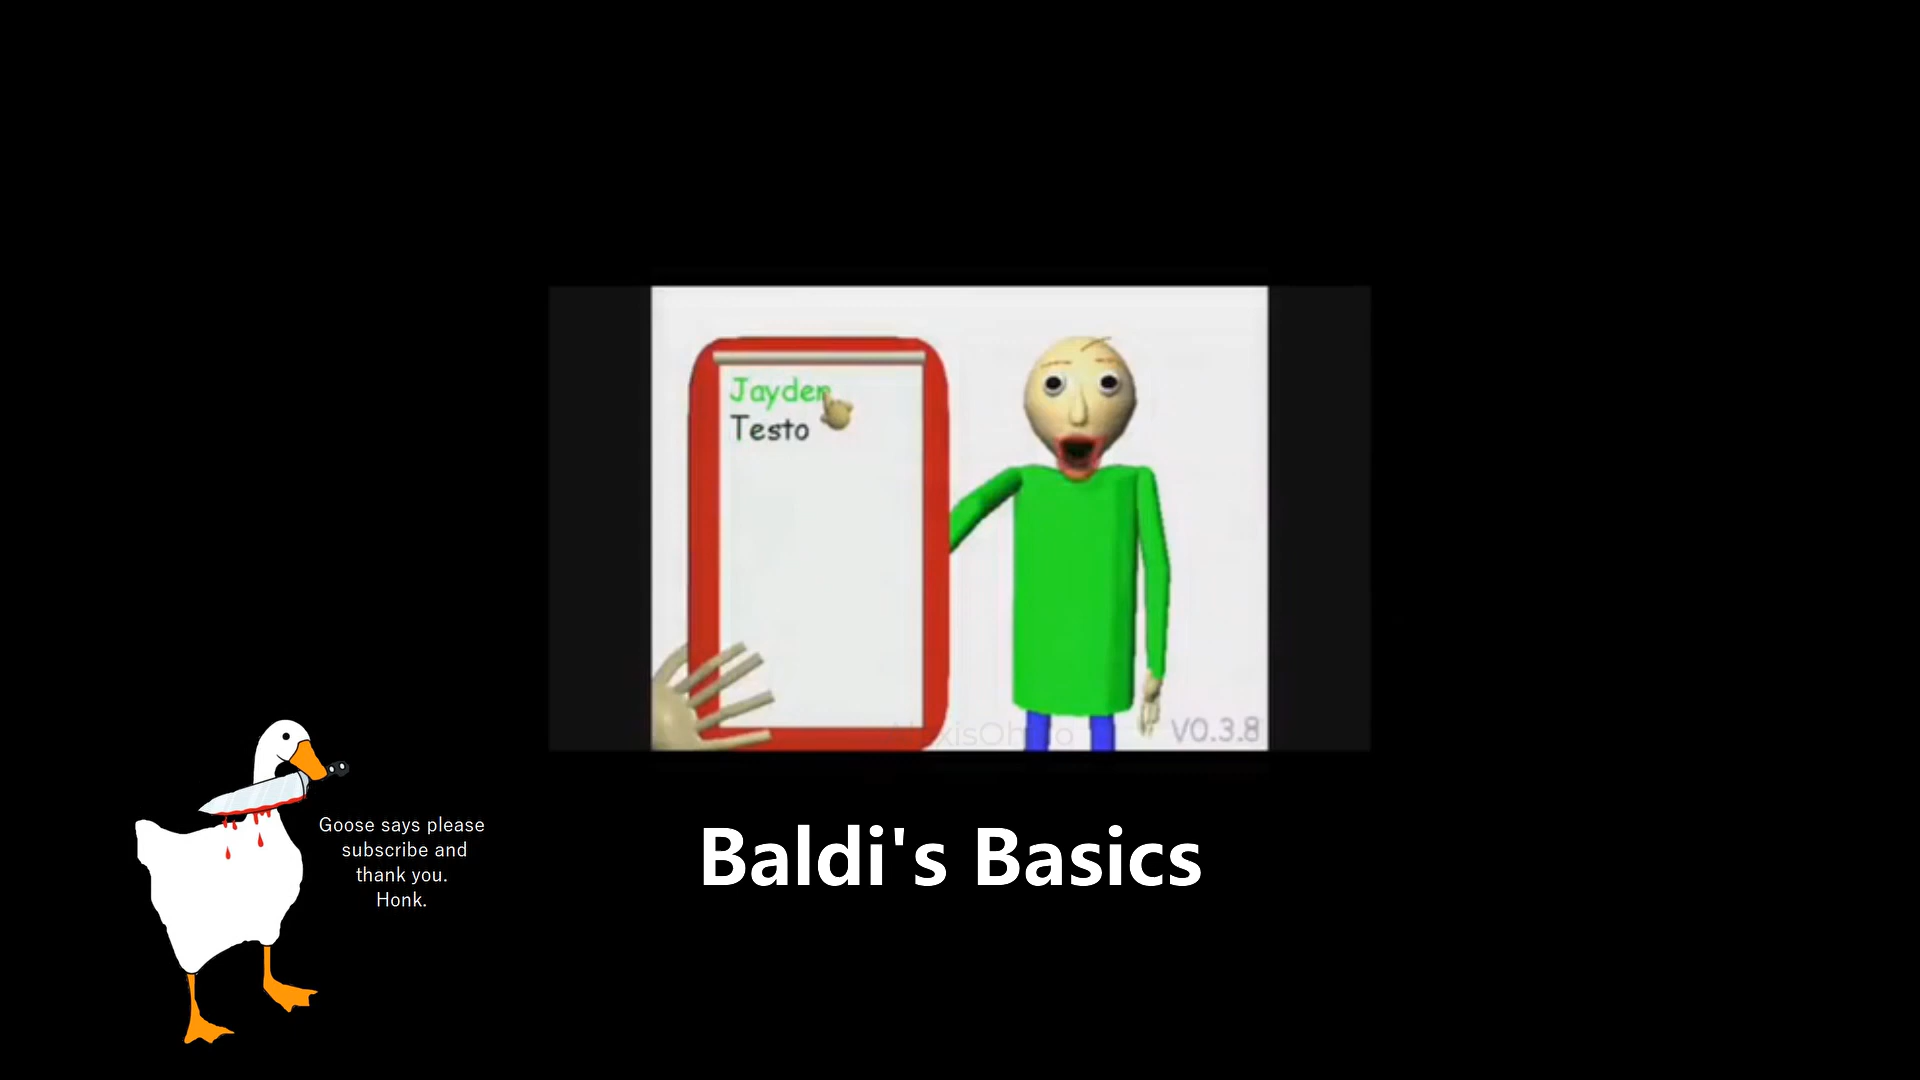 Jayden
Testo
V0.3.8
Goose says please
subscribe and
thank you.
Honk.
Baldi's Basics